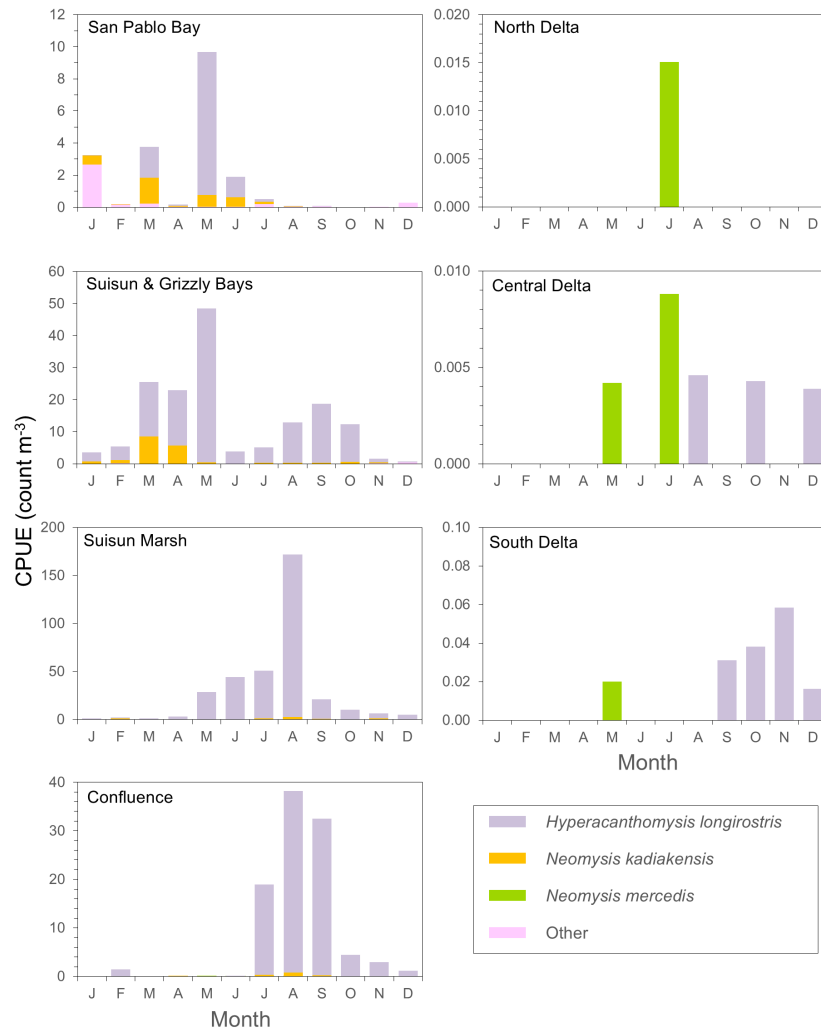 San Pablo Bay
12
10
8
6
4
2
0
J F M A M J J A S O N D
North Delta
0.020
0.015
0.010
0.005
0.000
J F M A M J J A S O N D
Suisun & Grizzly Bays
60
50
40
30
20
10
0
J F M A M J J A S O N D
Central Delta
0.010
0.005
0.000
J F M A M J J A S O N D
CPUE (count m-3)
Suisun Marsh
200
150
100
50
0
J F M A M J J A S O N D
South Delta
0.10
0.08
0.06
0.04
0.02
0.00
J F M A M J J A S O N D
Month
Confluence
40
30
20
10
0
J F M A M J J A S O N D
Month
Hyperacanthomysis longirostris
Neomysis kadiakensis
Neomysis mercedis
Other